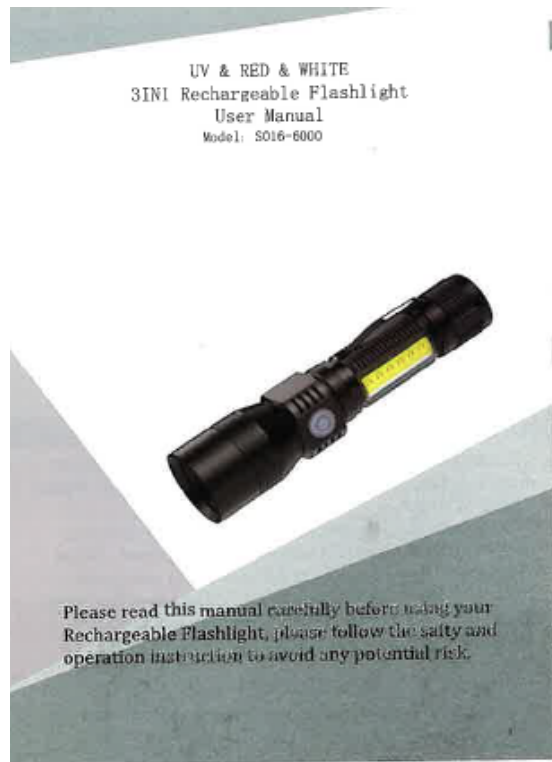 UV & RED & WHITE
3IN1 Rechargeable Flashlight
User Manual
Model: S016-6000
Please read this manual carefully before using your
Rechargeable Flashlight, please follow the safty and
operation instruction to avoid any potential risk.